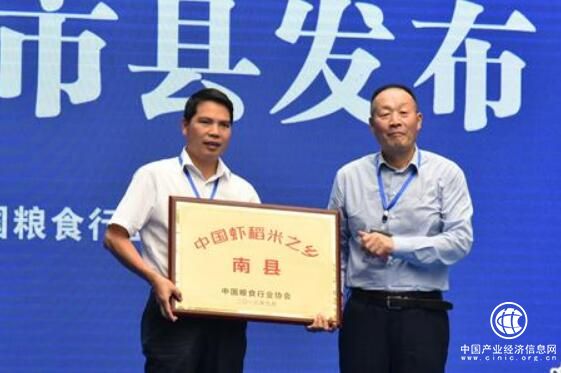 市县发布
国粮食行
中国虾稻米之乡
南县
中国粮食行业协会
中国产业经济信息网
www.cinic.org.cn